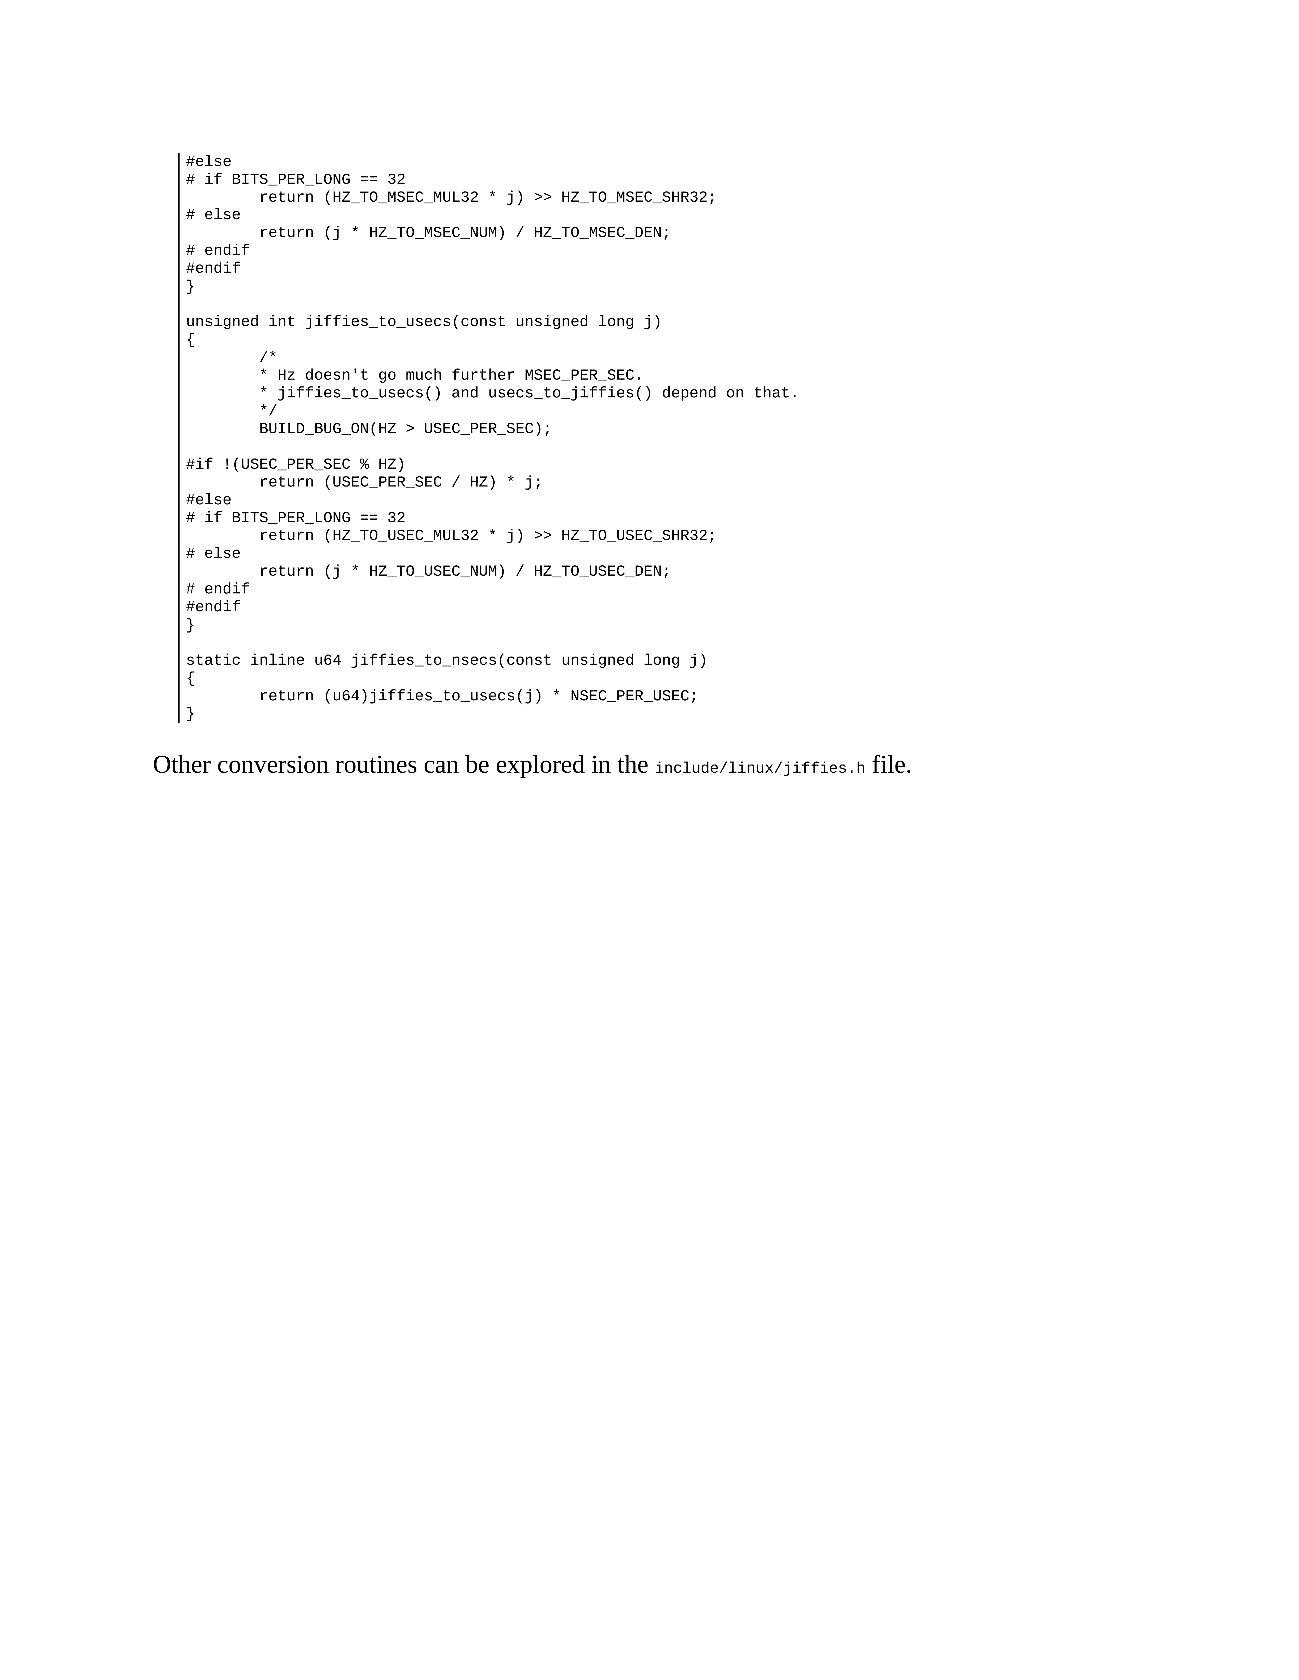 #else
# if BITS_PER_LONG == 32
        return (HZ_TO_MSEC_MUL32 * j) >> HZ_TO_MSEC_SHR32;
# else
        return (j * HZ_TO_MSEC_NUM) / HZ_TO_MSEC_DEN;
# endif
#endif
}

unsigned int jiffies_to_usecs(const unsigned long j)
{
        /*
        * Hz doesn't go much further MSEC_PER_SEC.
        * jiffies_to_usecs() and usecs_to_jiffies() depend on that.
        */
        BUILD_BUG_ON(HZ > USEC_PER_SEC);

#if !(USEC_PER_SEC % HZ)
        return (USEC_PER_SEC / HZ) * j;
#else
# if BITS_PER_LONG == 32
        return (HZ_TO_USEC_MUL32 * j) >> HZ_TO_USEC_SHR32;
# else
        return (j * HZ_TO_USEC_NUM) / HZ_TO_USEC_DEN;
# endif
#endif
}

static inline u64 jiffies_to_nsecs(const unsigned long j)
{
        return (u64)jiffies_to_usecs(j) * NSEC_PER_USEC;
}

Other conversion routines can be explored in the include/linux/jiffies.h file.